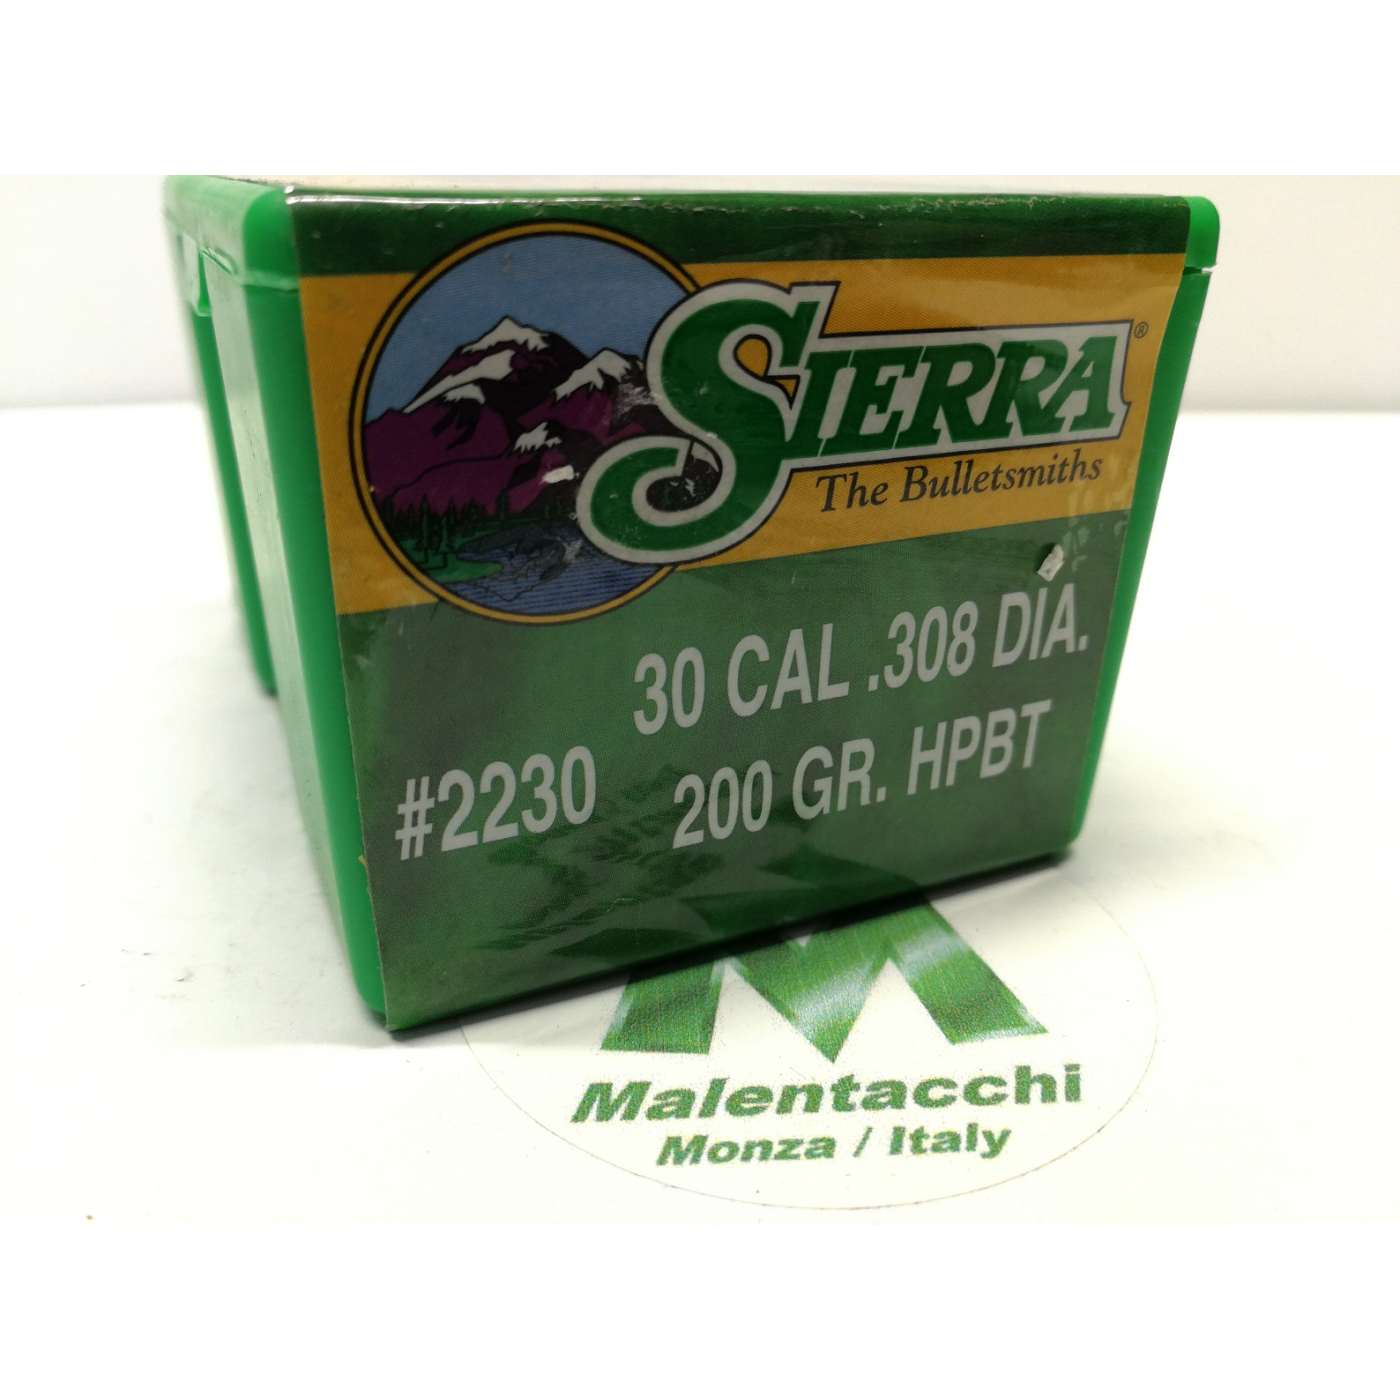 SIERRA®
The Bulletsmiths
30 CAL .308 DIA.
#2230 200 GR. HPBT
M
Malentacchi
Monza / Italy